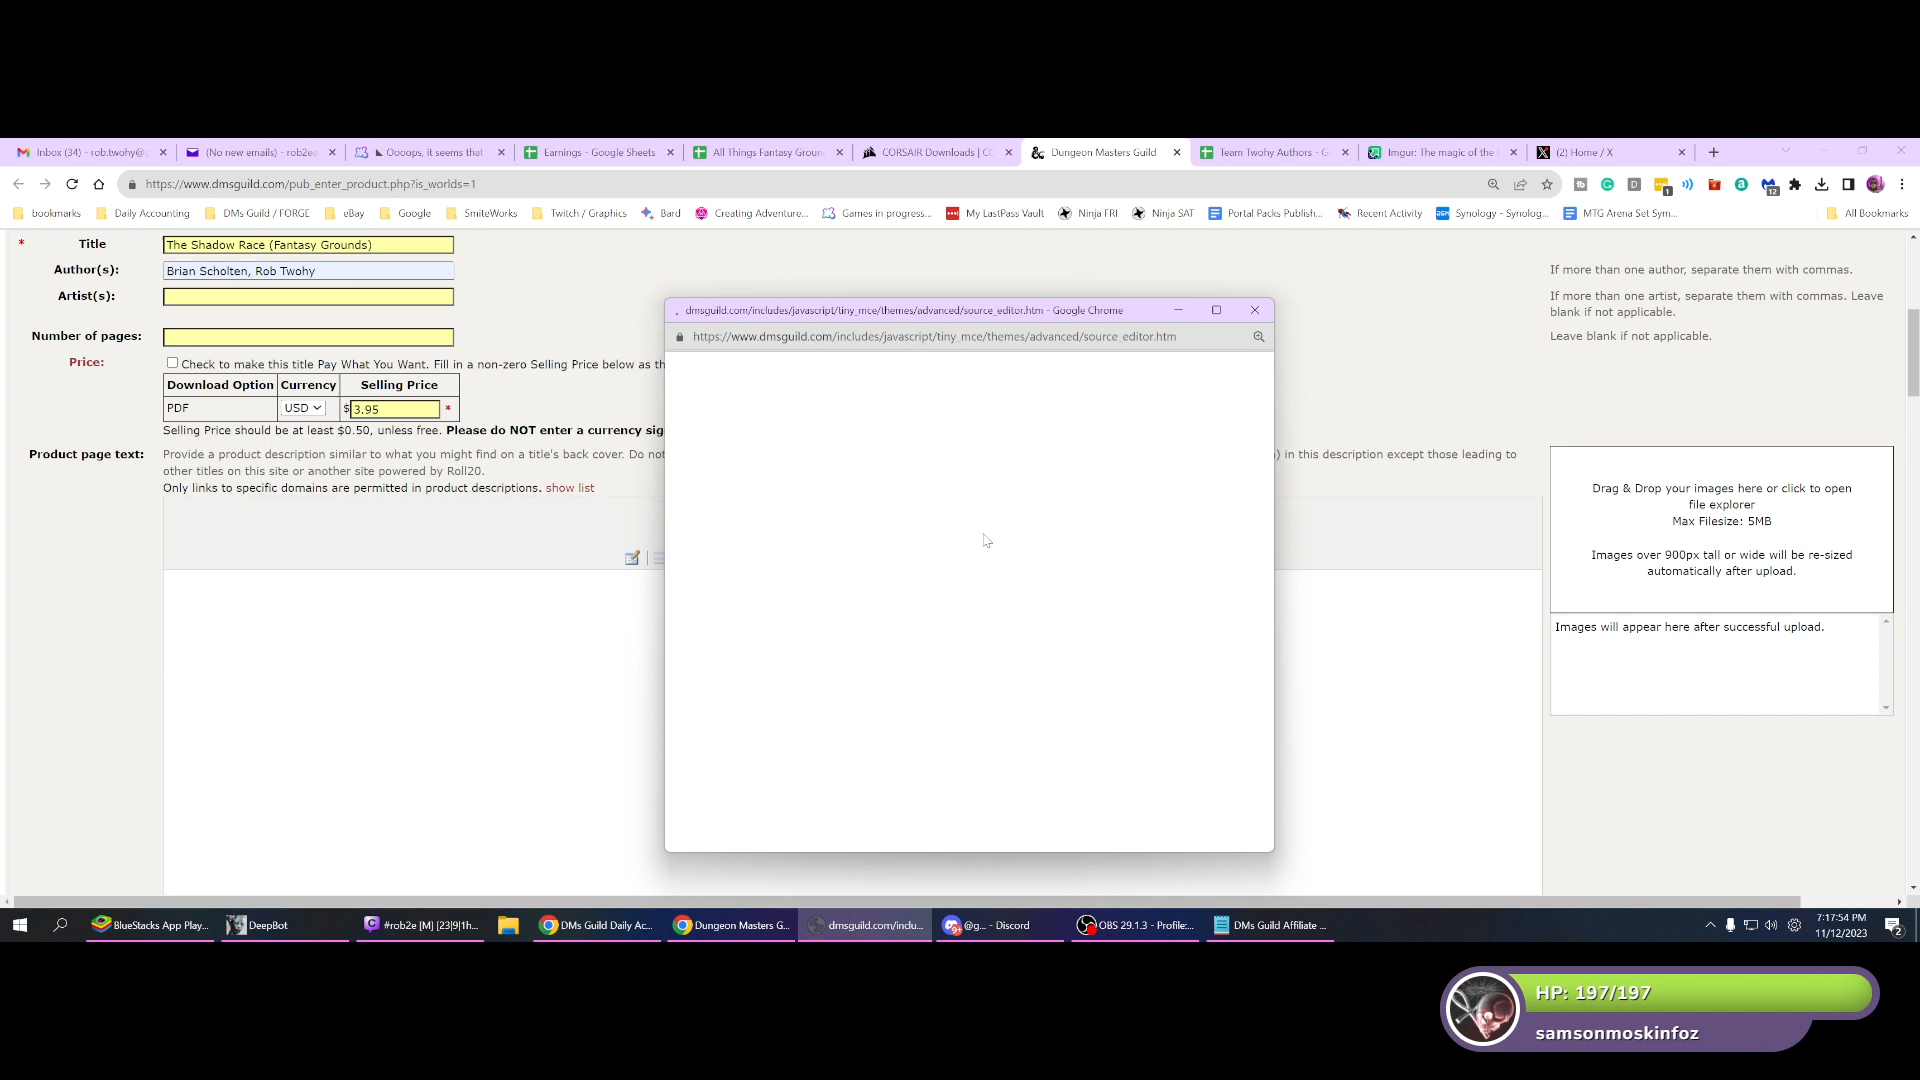 Inbox (34) - rob.twohy@
(No new emails) - rob2ee
Oooops, it seems that
Earnings - Google Sheets
All Things Fantasy Groun
CORSAIR Downloads | CO
Dungeon Masters Guild
Team Twohy Authors - G
Imgur: The magic of the I
(2) Home / X
https://www.dmsguild.com/pub_enter_product.php?is_worlds=1
bookmarks
Daily Accounting
DMs Guild / FORGE
eBay
Google
SmiteWorks
Twitch / Graphics
Bard
Creating Adventure...
Games in progress...
My LastPass Vault
Ninja FRI
Ninja SAT
Portal Packs Publish...
Recent Activity
Synology - Synolog...
MTG Arena Set Sym...
All Bookmarks
* Title
The Shadow Race (Fantasy Grounds)
Author(s):
Brian Scholten, Rob Twohy
If more than one author, separate them with commas.
Artist(s):
If more than one artist, separate them with commas. Leave
blank if not applicable.
Number of pages:
Leave blank if not applicable.
Price:
Check to make this title Pay What You Want. Fill in a non-zero Selling Price below as th
Download Option Currency Selling Price
PDF USD $ 3.95 *
Selling Price should be at least $0.50, unless free. Please do NOT enter a currency sig
Product page text:
Provide a product description similar to what you might find on a title's back cover. Do not
) in this description except those leading to
other titles on this site or another site powered by Roll20.
Only links to specific domains are permitted in product descriptions. show list
dmsguild.com/includes/javascript/tiny_mce/themes/advanced/source_editor.htm - Google Chrome
https://www.dmsguild.com/includes/javascript/tiny_mce/themes/advanced/source_editor.htm
Drag & Drop your images here or click to open
file explorer
Max Filesize: 5MB
Images over 900px tall or wide will be re-sized
automatically after upload.
Images will appear here after successful upload.
BlueStacks App Play...
DeepBot
#rob2e [M] [23|9|1h...
DMs Guild Daily Ac...
Dungeon Masters G...
dmsguild.com/inclu...
@g... - Discord
OBS 29.1.3 - Profile:...
DMs Guild Affiliate ...
7:17:54 PM
11/12/2023
HP: 197/197
samsonmoskinfoz